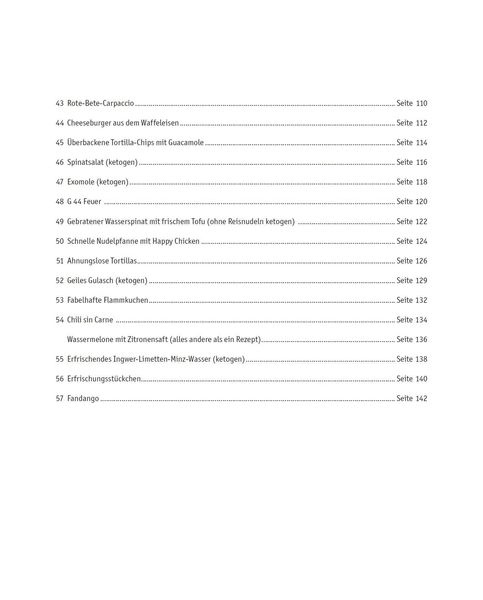 43 Rote-Bete-Carpaccio ........ Seite 110
44 Cheeseburger aus dem Waffeleisen ........ Seite 112
45 Überbackene Tortilla-Chips mit Guacamole ........ Seite 114
46 Spinatsalat (ketogen) ........ Seite 116
47 Exomole (ketogen) ........ Seite 118
48 G 44 Feuer ........ Seite 120
49 Gebratener Wasserspinat mit frischem Tofu (ohne Reisnudeln ketogen) ........ Seite 122
50 Schnelle Nudelpfanne mit Happy Chicken ........ Seite 124
51 Ahnungslose Tortillas ........ Seite 126
52 Geiles Gulasch (ketogen) ........ Seite 129
53 Fabelhafte Flammkuchen ........ Seite 132
54 Chili sin Carne ........ Seite 134
Wassermelone mit Zitronensaft (alles andere als ein Rezept) ........ Seite 136
55 Erfrischendes Ingwer-Limetten-Minz-Wasser (ketogen) ........ Seite 138
56 Erfrischungsstückchen ........ Seite 140
57 Fandango ........ Seite 142